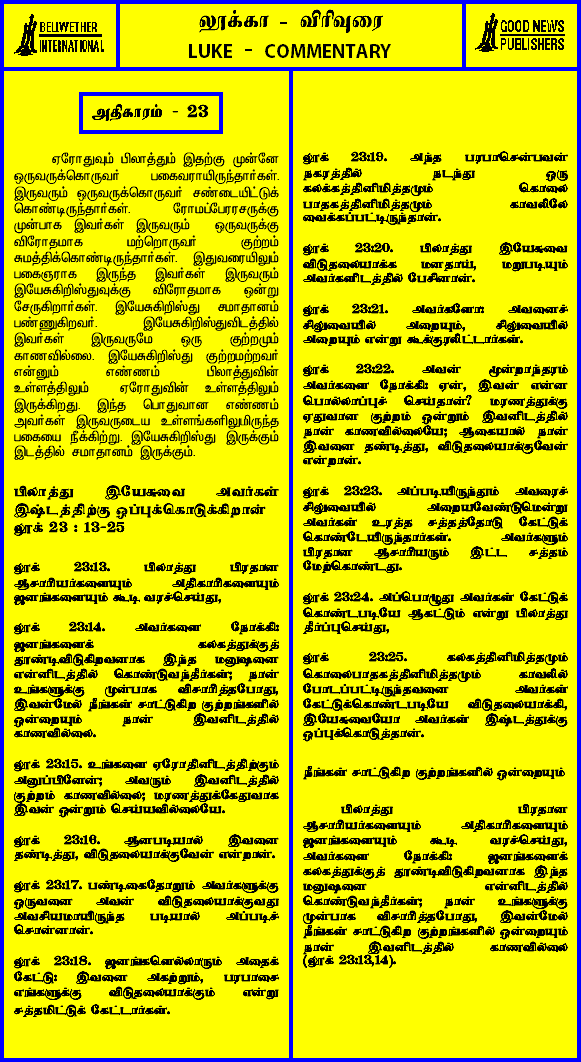 BELLWETHER
INTERNATIONAL
லூக்கா - விரிவுரை
LUKE - COMMENTARY
GOOD NEWS
PUBLISHERS
அதிகாரம் - 23
ஏரோதுவும் பிலாத்தும் இதற்கு முன்னே
ஒருவருக்கொருவர் பகைவராயிருந்தார்கள்.
இருவரும் ஒருவருக்கொருவர் சண்டையிட்டுக்
கொண்டிருந்தார்கள். ரோமப்பேரரசருக்கு
முன்பாக இவர்கள் இருவரும் ஒருவருக்கு
விரோதமாக மற்றொருவர் குற்றம்
சுமத்திக்கொண்டிருந்தார்கள். இதுவரையிலும்
பகைஞராக இருந்த இவர்கள் இருவரும்
இயேசுகிறிஸ்துவுக்கு விரோதமாக ஒன்று
சேருகிறார்கள். இயேசுகிறிஸ்து சமாதானம்
பண்ணுகிறவர். இயேசுகிறிஸ்துவிடத்தில்
இவர்கள் இருவருமே ஒரு குற்றமும்
காணவில்லை. இயேசுகிறிஸ்து குற்றமற்றவர்
என்னும் எண்ணம் பிலாத்துவின்
உள்ளத்திலும் ஏரோதுவின் உள்ளத்திலும்
இருக்கிறது. இந்த பொதுவான எண்ணம்
அவர்கள் இருவருடைய உள்ளங்களிலுமிருந்த
பகையை நீக்கிற்று. இயேசுகிறிஸ்து இருக்கும்
இடத்தில் சமாதானம் இருக்கும்.
பிலாத்து இயேசுவை அவர்கள்
இஷ்டத்திற்கு ஒப்புக்கொடுக்கிறான்
லூக் 23 : 13-25
லூக் 23:13. பிலாத்து பிரதான
ஆசாரியர்களையும் அதிகாரிகளையும்
ஜனங்களையும் கூடி வரச்செய்து,
லூக் 23:14. அவர்களை நோக்கி:
ஜனங்களைக் கலகத்துக்குத்
தூண்டிவிடுகிறவனாக இந்த மனுஷனை
என்னிடத்தில் கொண்டுவந்தீர்கள்; நான்
உங்களுக்கு முன்பாக விசாரித்தபோது,
இவன்மேல் நீங்கள் சாட்டுகிற குற்றங்களில்
ஒன்றையும் நான் இவனிடத்தில்
காணவில்லை.
லூக் 23:15. உங்களை ஏரோதினிடத்திற்கும்
அனுப்பினேன்; அவரும் இவனிடத்தில்
குற்றம் காணவில்லை; மரணத்துக்கேதுவாக
இவன் ஒன்றும் செய்யவில்லையே.
லூக் 23:16. ஆனபடியால் இவனை
தண்டித்து, விடுதலையாக்குவேன் என்றான்.
லூக் 23:17. பண்டிகைதோறும் அவர்களுக்கு
ஒருவனை அவன் விடுதலையாக்குவது
அவசியமாயிருந்த படியால் அப்படிச்
சொன்னான்.
லூக் 23:18. ஜனங்களெல்லாரும் அதைக்
கேட்டு: இவனை அகற்றும், பரபாசை
எங்களுக்கு விடுதலையாக்கும் என்று
சத்தமிட்டுக் கேட்டார்கள்.
லூக் 23:19. அந்த பரபாசென்பவன்
நகரத்தில் நடந்து ஒரு
கலக்கத்தினிமித்தமும் கொலை
பாதகத்தினிமித்தமும் காவலிலே
வைக்கப்பட்டிருந்தான்.
லூக் 23:20. பிலாத்து இயேசுவை
விடுதலையாக்க மனதாய், மறுபடியும்
அவர்களிடத்தில் பேசினான்.
லூக் 23:21. அவர்களோ: அவனைச்
சிலுவையில் அறையும், சிலுவையில்
அறையும் என்று கூக்குரலிட்டார்கள்.
லூக் 23:22. அவன் மூன்றாந்தரம்
அவர்களை நோக்கி: ஏன், இவன் என்ன
பொல்லாப்புச் செய்தான்? மரணத்துக்கு
ஏதுவான குற்றம் ஒன்றும் இவனிடத்தில்
நான் காணவில்லையே; ஆகையால் நான்
இவனை தண்டித்து, விடுதலையாக்குவேன்
என்றான்.
லூக் 23:23. அப்படியிருந்தும் அவரைச்
சிலுவையில் அறையவேண்டுமென்று
அவர்கள் உரத்த சத்தத்தோடு கேட்டுக்
கொண்டேயிருந்தார்கள். அவர்களும்
பிரதான ஆசாரியரும் இட்ட சத்தம்
மேற்கொண்டது.
லூக் 23:24. அப்பொழுது அவர்கள் கேட்டுக்
கொண்டபடியே ஆகட்டும் என்று பிலாத்து
தீர்ப்புசெய்து,
லூக் 23:25. கலகத்தினிமித்தமும்
கொலைபாதகத்தினிமித்தமும் காவலில்
போடப்பட்டிருந்தவனை அவர்கள்
கேட்டுக்கொண்டபடியே விடுதலையாக்கி,
இயேசுவையோ அவர்கள் இஷ்டத்துக்கு
ஒப்புக்கொடுத்தான்.
நீங்கள் சாட்டுகிற குற்றங்களில் ஒன்றையும்
பிலாத்து பிரதான
ஆசாரியர்களையும் அதிகாரிகளையும்
ஜனங்களையும் கூடி வரச்செய்து,
அவர்களை நோக்கி: ஜனங்களைக்
கலகத்துக்குத் தூண்டிவிடுகிறவனாக இந்த
மனுஷனை என்னிடத்தில்
கொண்டுவந்தீர்கள்; நான் உங்களுக்கு
முன்பாக விசாரித்தபோது, இவன்மேல்
நீங்கள் சாட்டுகிற குற்றங்களில் ஒன்றையும்
நான் இவனிடத்தில் காணவில்லை
(லூக் 23:13,14).